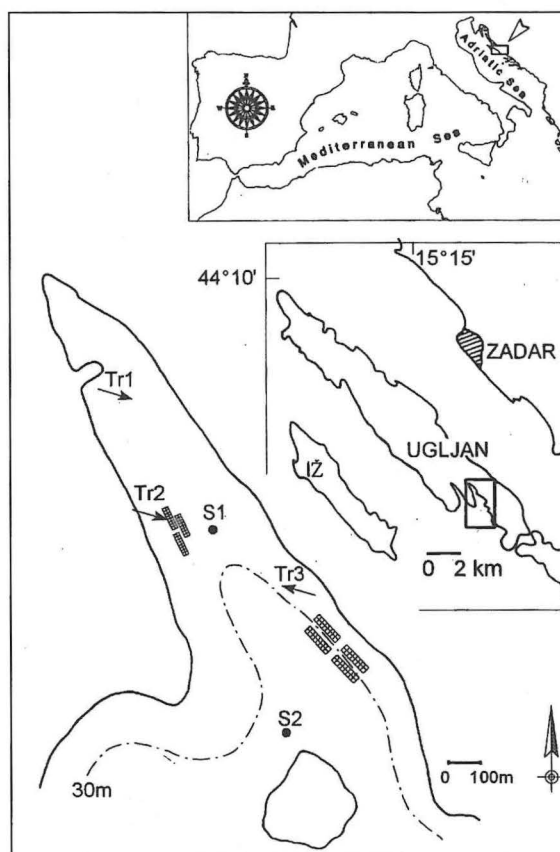 Adriatic Sea
Mediterranean Sea
15°15'
44°10'
ZADAR
UGLJAN
IŽ
0 2 km
Tr1
Tr2
S1
Tr3
S2
30m
0 100m